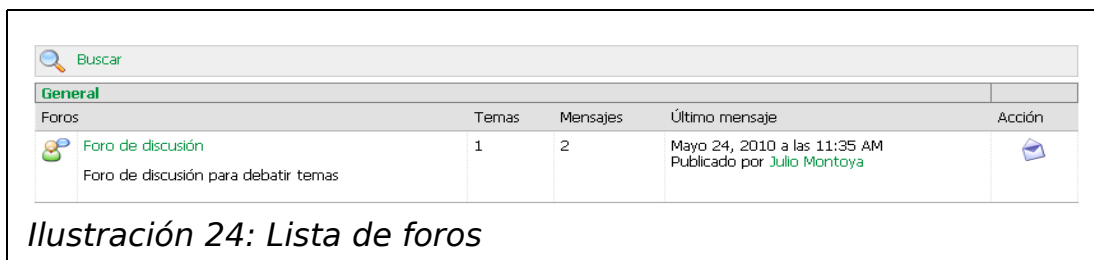 Buscar
General
Foros Temas Mensajes Último mensaje Acción
Foro de discusión 1 2 Mayo 24, 2010 a las 11:35 AM
Publicado por Julio Montoya
Foro de discusión para debatir temas
Ilustración 24: Lista de foros